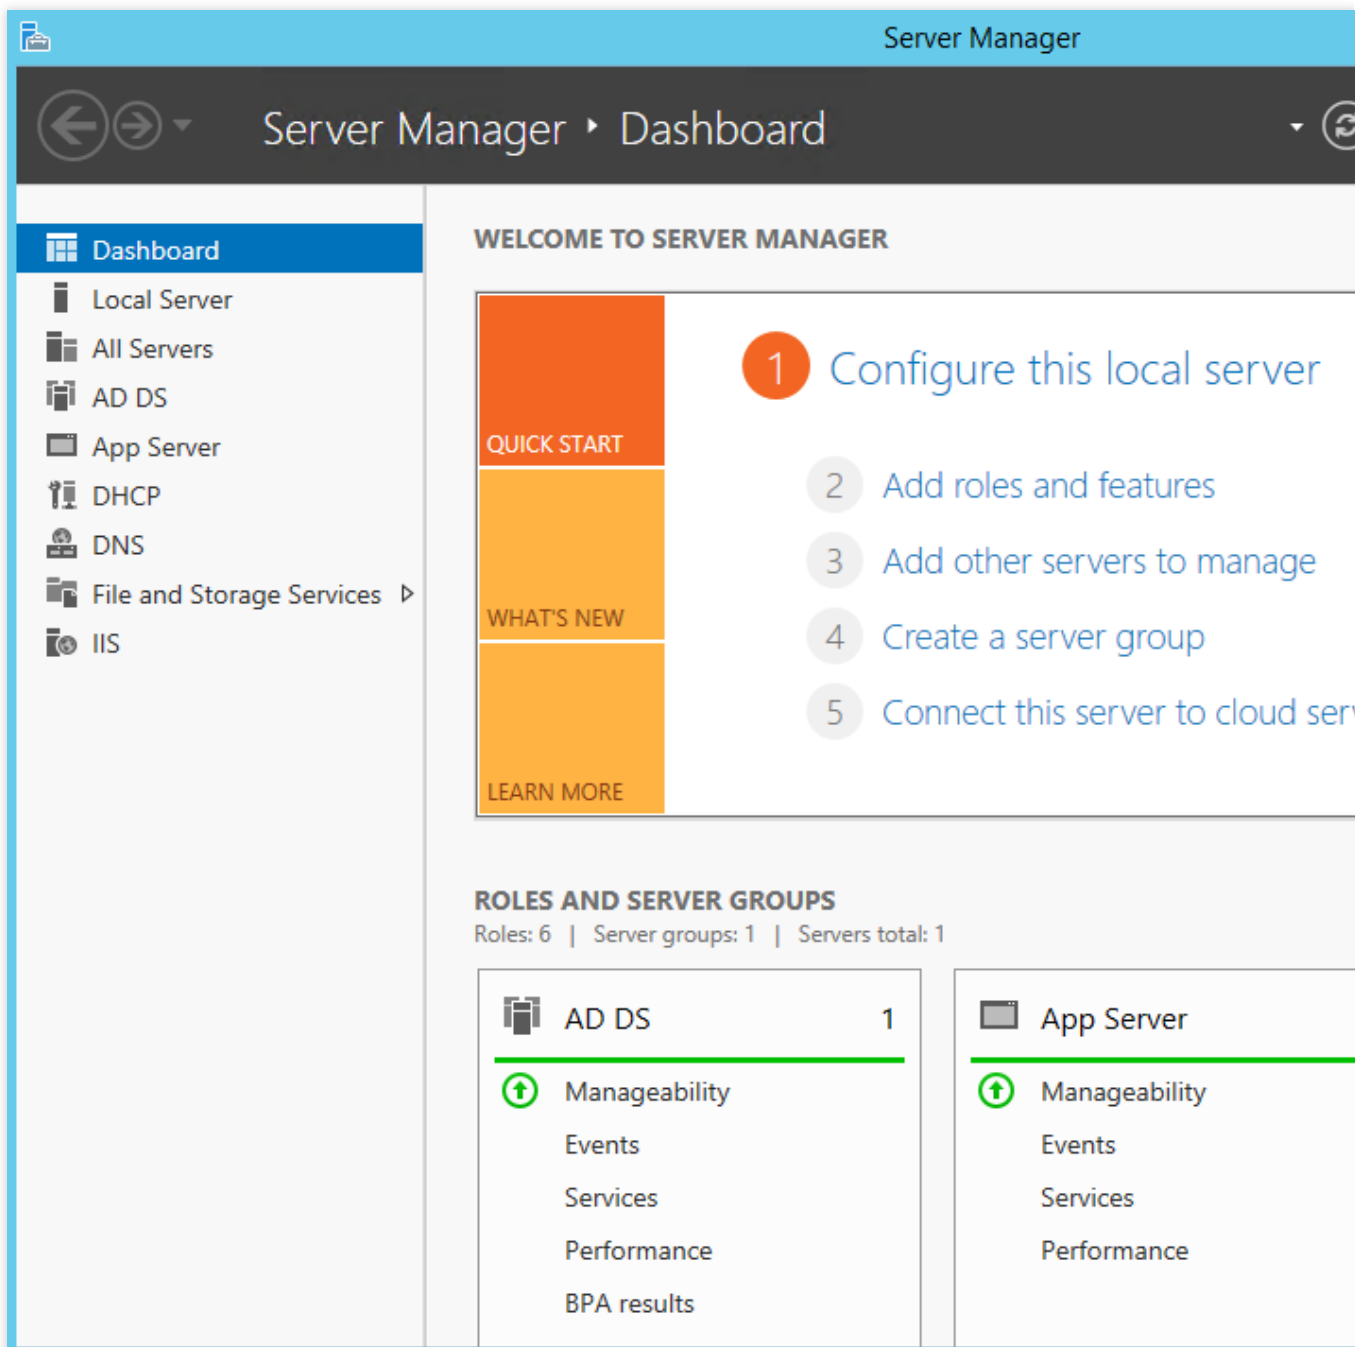 Server Manager
Server Manager ‣ Dashboard
Dashboard
Local Server
All Servers
AD DS
App Server
DHCP
DNS
File and Storage Services
IIS
WELCOME TO SERVER MANAGER
QUICK START
WHAT'S NEW
LEARN MORE
1 Configure this local server
2 Add roles and features
3 Add other servers to manage
4 Create a server group
5 Connect this server to cloud serv
ROLES AND SERVER GROUPS
Roles: 6 | Server groups: 1 | Servers total: 1
AD DS 1
Manageability
Events
Services
Performance
BPA results
App Server
Manageability
Events
Services
Performance